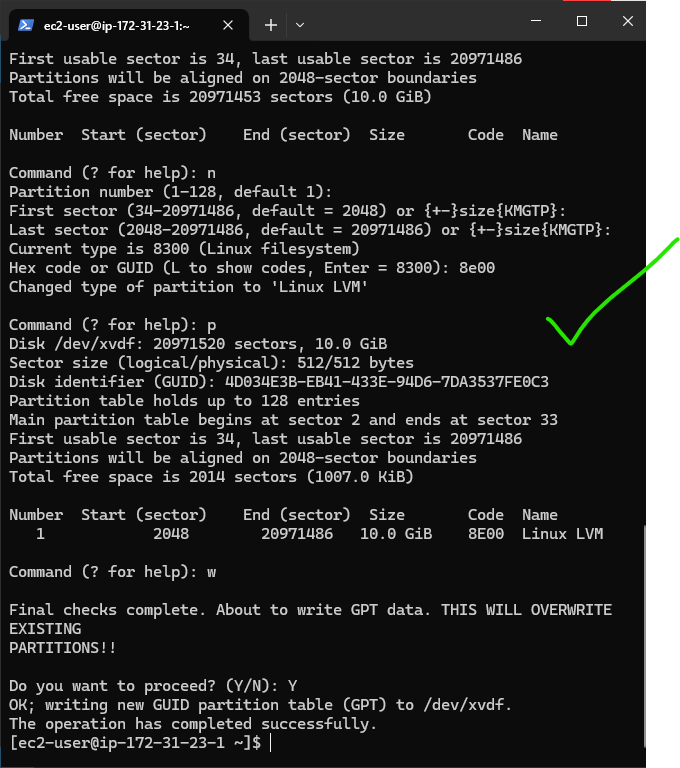 ec2-user@ip-172-31-23-1:~
First usable sector is 34, last usable sector is 20971486
Partitions will be aligned on 2048-sector boundaries
Total free space is 20971453 sectors (10.0 GiB)
Number  Start (sector)    End (sector)  Size       Code  Name
Command (? for help): n
Partition number (1-128, default 1):
First sector (34-20971486, default = 2048) or {+-}size{KMGTP}:
Last sector (2048-20971486, default = 20971486) or {+-}size{KMGTP}:
Current type is 8300 (Linux filesystem)
Hex code or GUID (L to show codes, Enter = 8300): 8e00
Changed type of partition to 'Linux LVM'
Command (? for help): p
Disk /dev/xvdf: 20971520 sectors, 10.0 GiB
Sector size (logical/physical): 512/512 bytes
Disk identifier (GUID): 4D034E3B-EB41-433E-94D6-7DA3537FE0C3
Partition table holds up to 128 entries
Main partition table begins at sector 2 and ends at sector 33
First usable sector is 34, last usable sector is 20971486
Partitions will be aligned on 2048-sector boundaries
Total free space is 2014 sectors (1007.0 KiB)
Number  Start (sector)    End (sector)  Size       Code  Name
   1            2048        20971486   10.0 GiB    8E00  Linux LVM
Command (? for help): w
Final checks complete. About to write GPT data. THIS WILL OVERWRITE
EXISTING
PARTITIONS!!
Do you want to proceed? (Y/N): Y
OK; writing new GUID partition table (GPT) to /dev/xvdf.
The operation has completed successfully.
[ec2-user@ip-172-31-23-1 ~]$